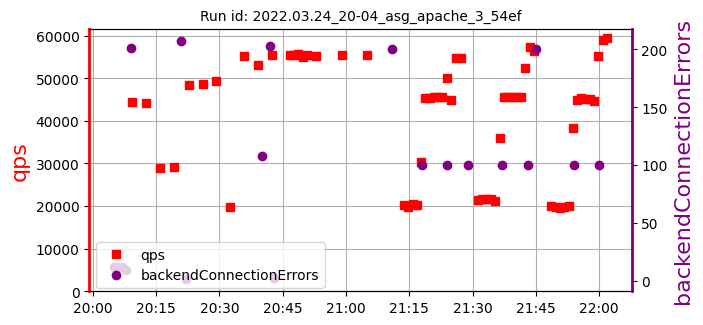 Run id: 2022.03.24_20-04_asg_apache_3_54ef
60000
50000
40000
30000
20000
10000
0
qps
200
150
100
50
0
backendConnectionErrors
qps
backendConnectionErrors
20:00 20:15 20:30 20:45 21:00 21:15 21:30 21:45 22:00